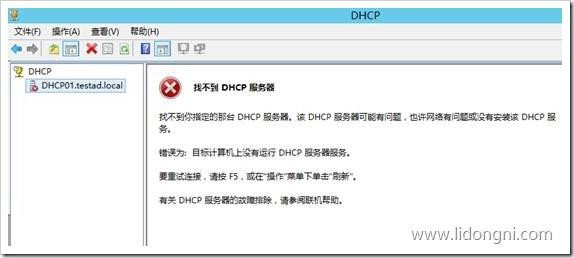 DHCP
文件(F) 操作(A) 查看(V) 帮助(H)
DHCP
DHCP01.testad.local
找不到 DHCP 服务器
找不到你指定的那台 DHCP 服务器。该 DHCP 服务器可能有问题，也许网络有问题或没有安装该 DHCP 服
务。
错误为: 目标计算机上没有运行 DHCP 服务器服务。
要重试连接，请按 F5，或在“操作”菜单下单击“刷新”。
有关 DHCP 服务器的故障排除，请参阅联机帮助。
www.lidongni.com